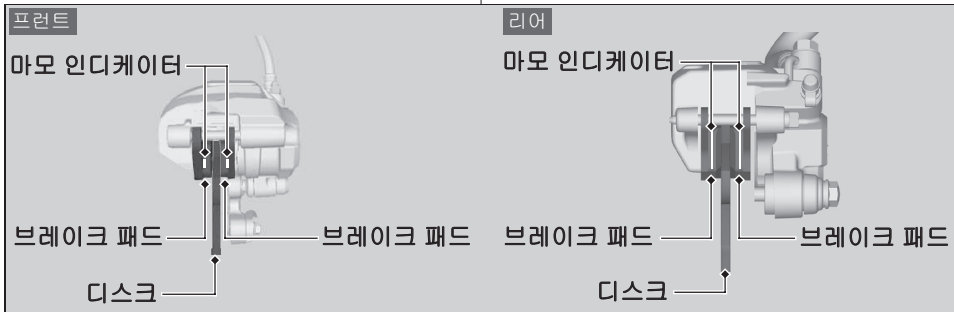 프런트
마모 인디케이터
브레이크 패드
브레이크 패드
디스크
리어
마모 인디케이터
브레이크 패드
브레이크 패드
디스크